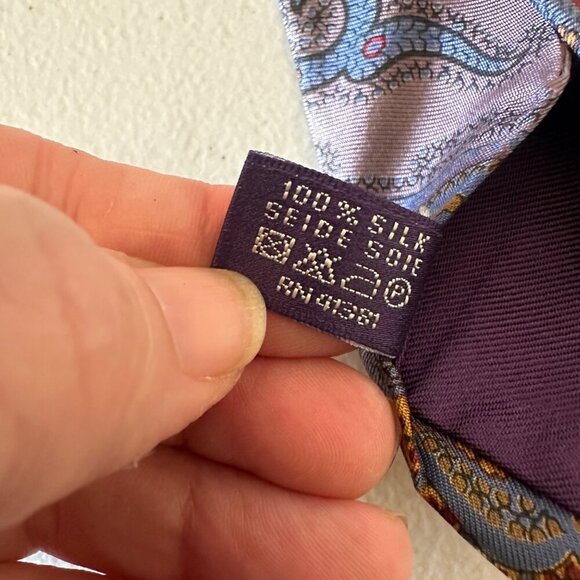 100% SILK
SEIDE SOIE
P
RN 41381